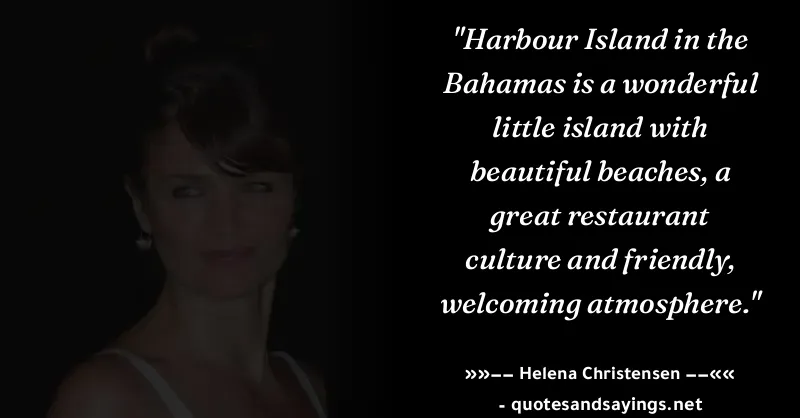 "Harbour Island in the
Bahamas is a wonderful
little island with
beautiful beaches, a
great restaurant
culture and friendly,
welcoming atmosphere."
»»−− Helena Christensen −−««
- quotesandsayings.net